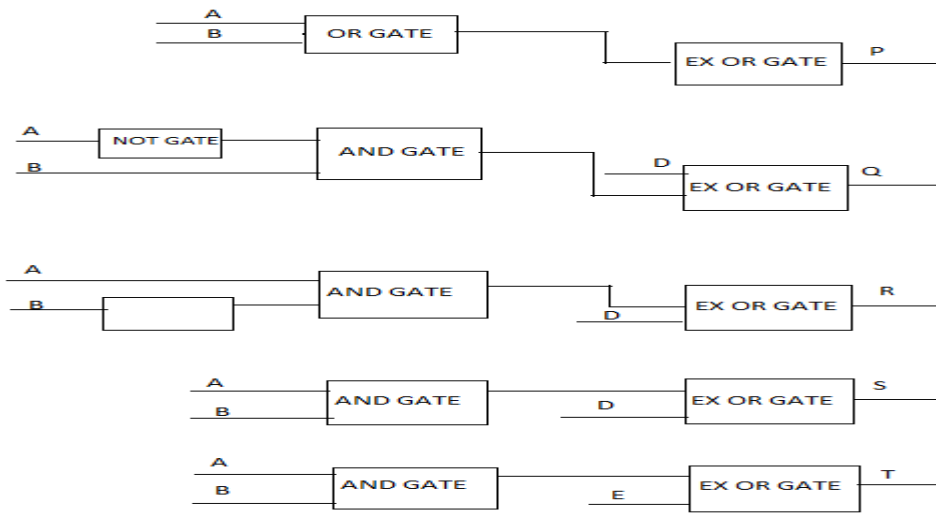 A
B
OR GATE
EX OR GATE
P
A
NOT GATE
B
AND GATE
D
EX OR GATE
Q
A
B
AND GATE
D
EX OR GATE
R
A
B
AND GATE
D
EX OR GATE
S
A
B
AND GATE
E
EX OR GATE
T